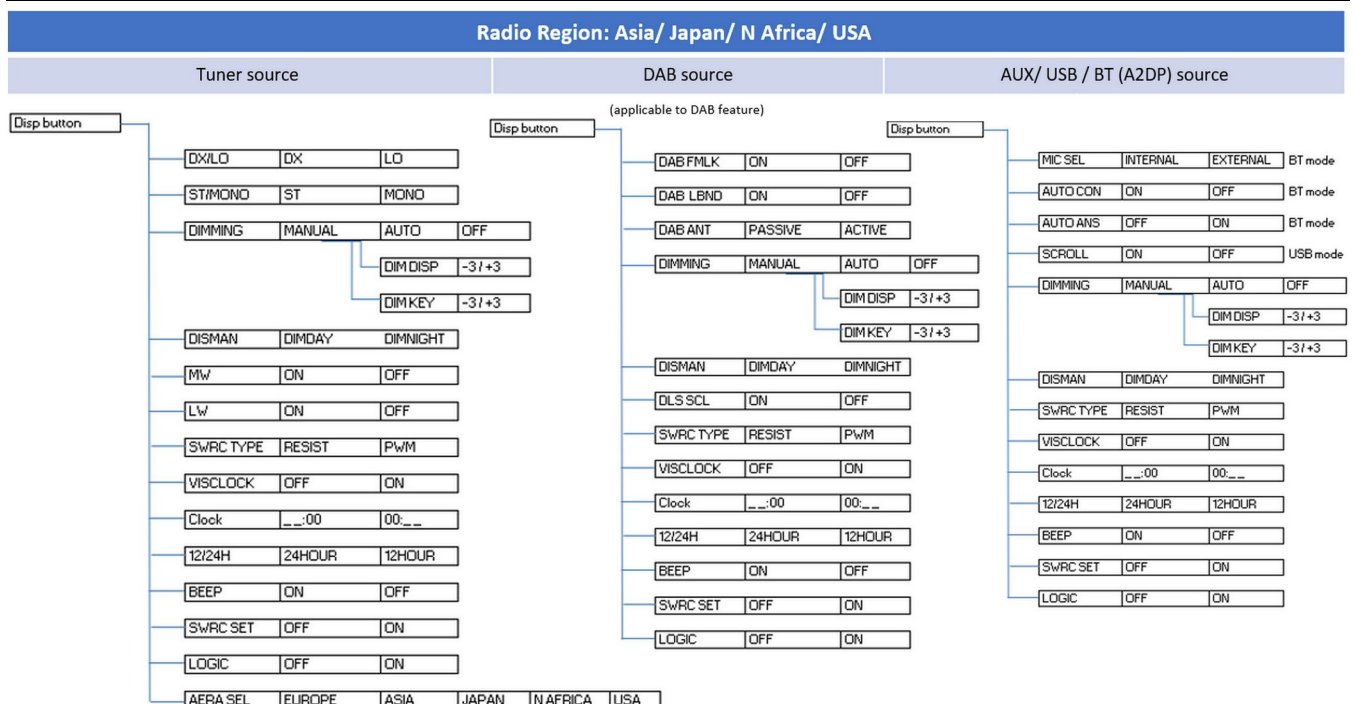 Radio Region: Asia/ Japan/ N Africa/ USA
Tuner source
DAB source
AUX/ USB / BT (A2DP) source
(applicable to DAB feature)
Disp button
DX/LO DX LO
ST/MONO ST MONO
DIMMING MANUAL AUTO OFF
DIM DISP -3 / +3
DIM KEY -3 / +3
DISMAN DIMDAY DIMNIGHT
MW ON OFF
LW ON OFF
SWRC TYPE RESIST PWM
VISCLOCK OFF ON
Clock _ _:00 00:_ _
12/24H 24HOUR 12HOUR
BEEP ON OFF
SWRC SET OFF ON
LOGIC OFF ON
AERA SEL EUROPE ASIA JAPAN N AFRICA USA
Disp button
DAB FMLK ON OFF
DAB LBND ON OFF
DAB ANT PASSIVE ACTIVE
DIMMING MANUAL AUTO OFF
DIM DISP -3 / +3
DIM KEY -3 / +3
DISMAN DIMDAY DIMNIGHT
DLS SCL ON OFF
SWRC TYPE RESIST PWM
VISCLOCK OFF ON
Clock _ _:00 00:_ _
12/24H 24HOUR 12HOUR
BEEP ON OFF
SWRC SET OFF ON
LOGIC OFF ON
Disp button
MIC SEL INTERNAL EXTERNAL BT mode
AUTO CON ON OFF BT mode
AUTO ANS OFF ON BT mode
SCROLL ON OFF USB mode
DIMMING MANUAL AUTO OFF
DIM DISP -3 / +3
DIM KEY -3 / +3
DISMAN DIMDAY DIMNIGHT
SWRC TYPE RESIST PWM
VISCLOCK OFF ON
Clock _ _:00 00:_ _
12/24H 24HOUR 12HOUR
BEEP ON OFF
SWRC SET OFF ON
LOGIC OFF ON